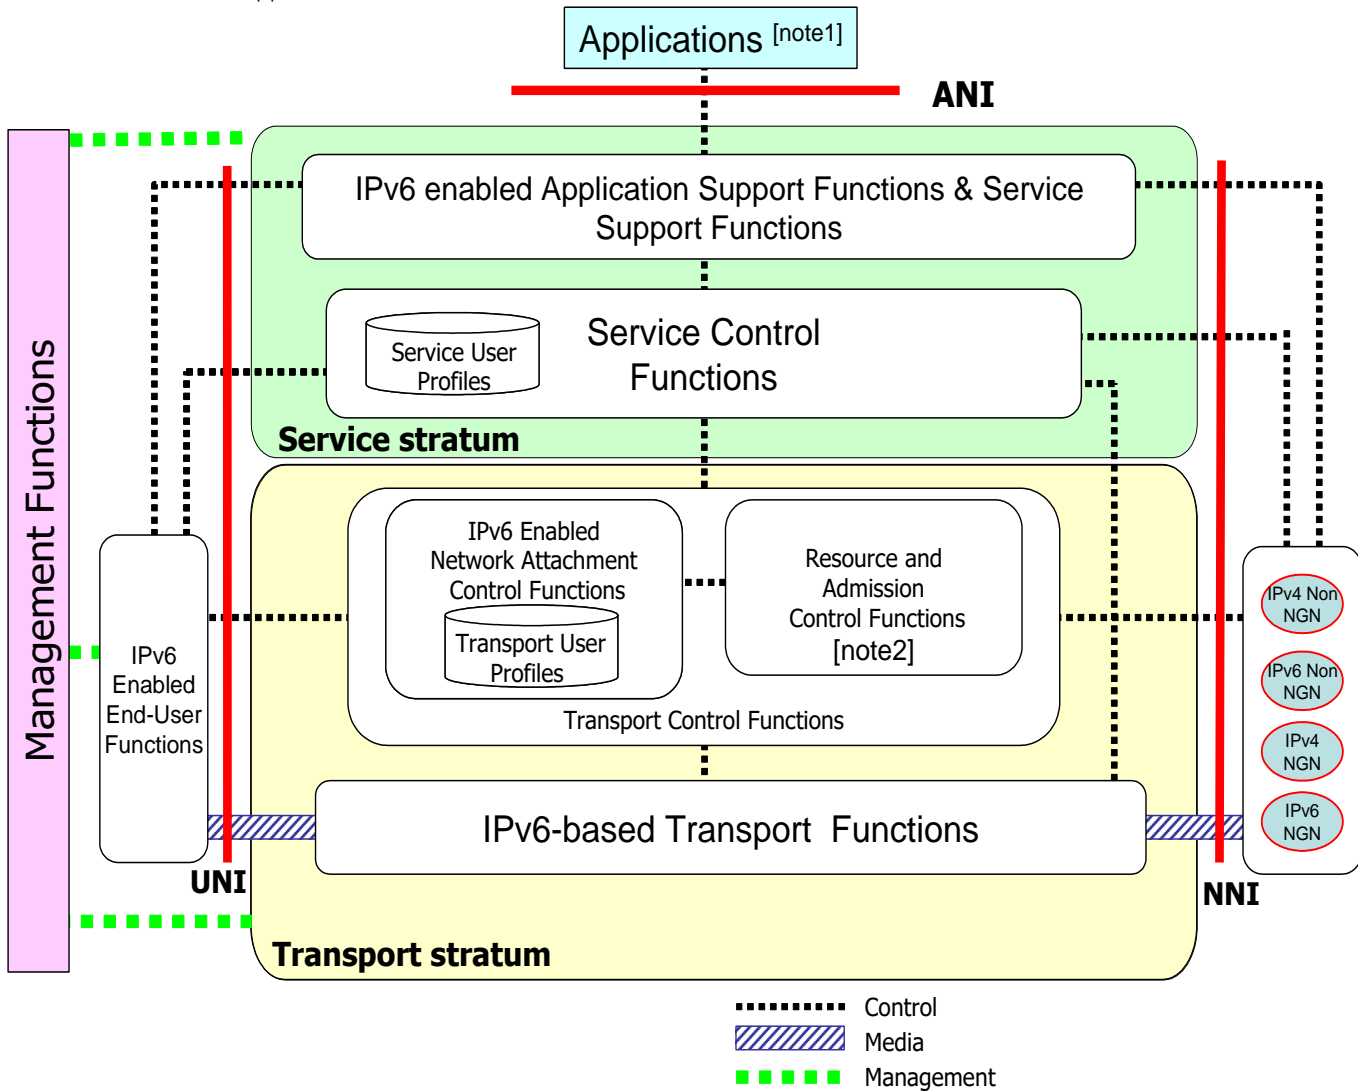 Applications [note1]
ANI
IPv6 enabled Application Support Functions & Service
Support Functions
Service Control
Functions
Service User
Profiles
Service stratum
Management Functions
IPv6 Enabled
Network Attachment
Control Functions
Transport User
Profiles
Resource and
Admission
Control Functions
[note2]
Transport Control Functions
IPv6
Enabled
End-User
Functions
IPv4 Non
NGN
IPv6 Non
NGN
IPv4
NGN
IPv6
NGN
IPv6-based Transport Functions
UNI
NNI
Transport stratum
Control
Media
Management